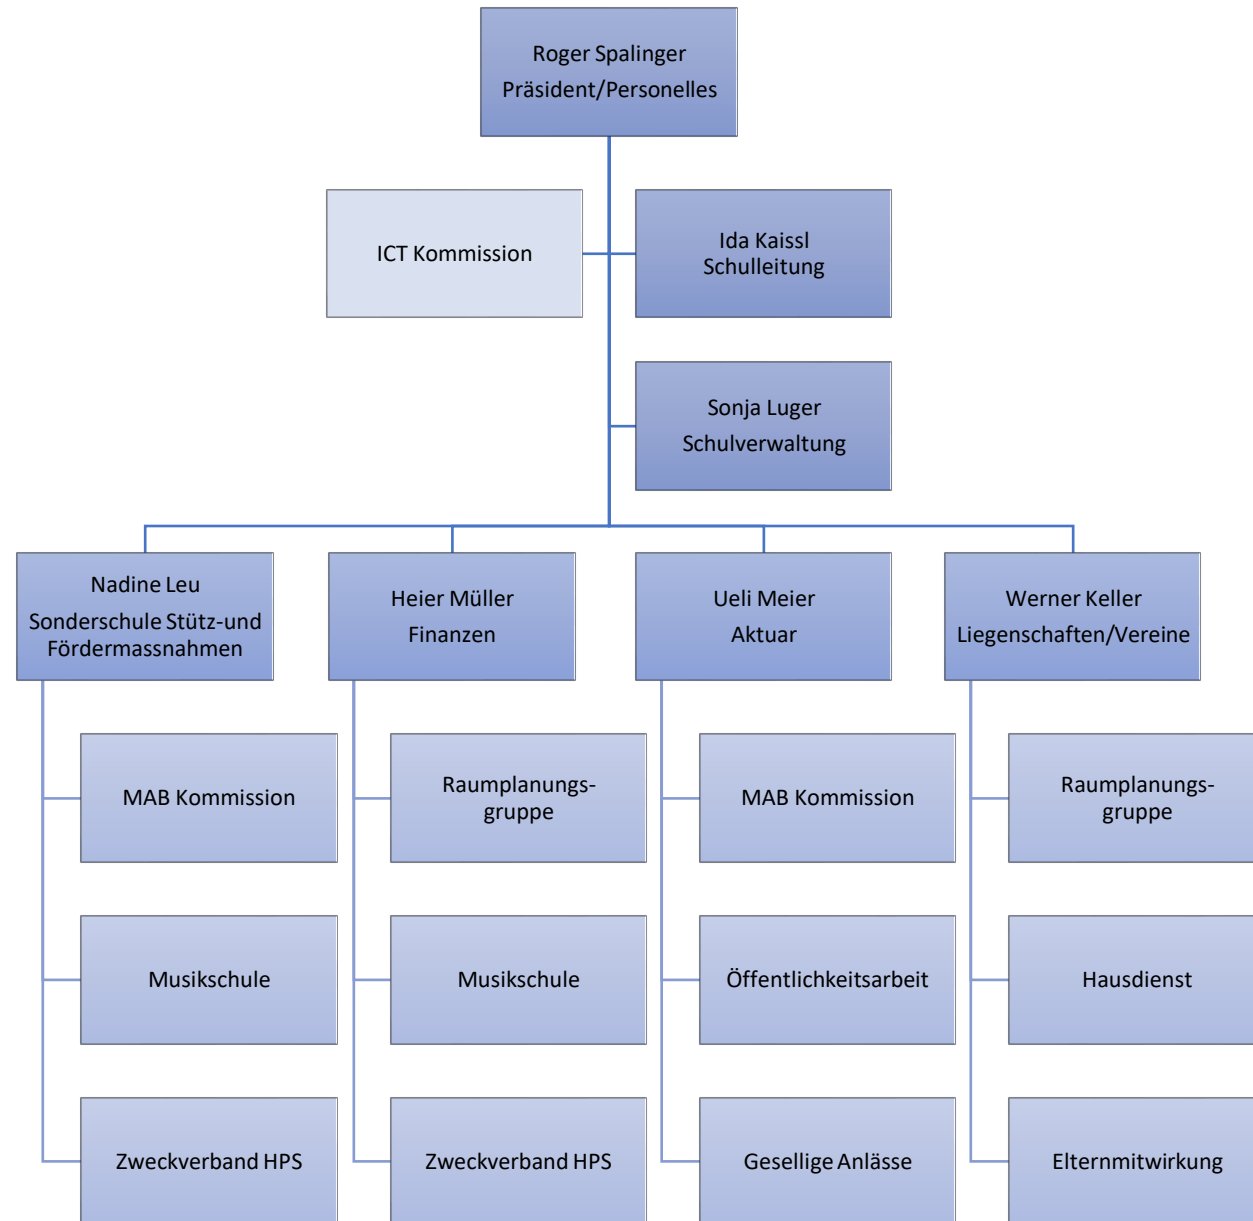 Roger Spalinger
Präsident/Personelles
ICT Kommission
Ida Kaissl
Schulleitung
Sonja Luger
Schulverwaltung
Nadine Leu
Sonderschule Stütz-und
Fördermassnahmen
Heier Müller
Finanzen
Ueli Meier
Aktuar
Werner Keller
Liegenschaften/Vereine
MAB Kommission
Raumplanungs-
gruppe
MAB Kommission
Raumplanungs-
gruppe
Musikschule
Musikschule
Öffentlichkeitsarbeit
Hausdienst
Zweckverband HPS
Zweckverband HPS
Gesellige Anlässe
Elternmitwirkung